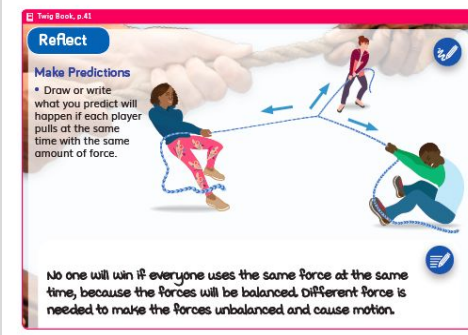 Twig Book, p.41
Reflect
Make Predictions
• Draw or write
what you predict will
happen if each player
pulls at the same
time with the same
amount of force.
No one will win if everyone uses the same force at the same
time, because the forces will be balanced. Different force is
needed to make the forces unbalanced and cause motion.